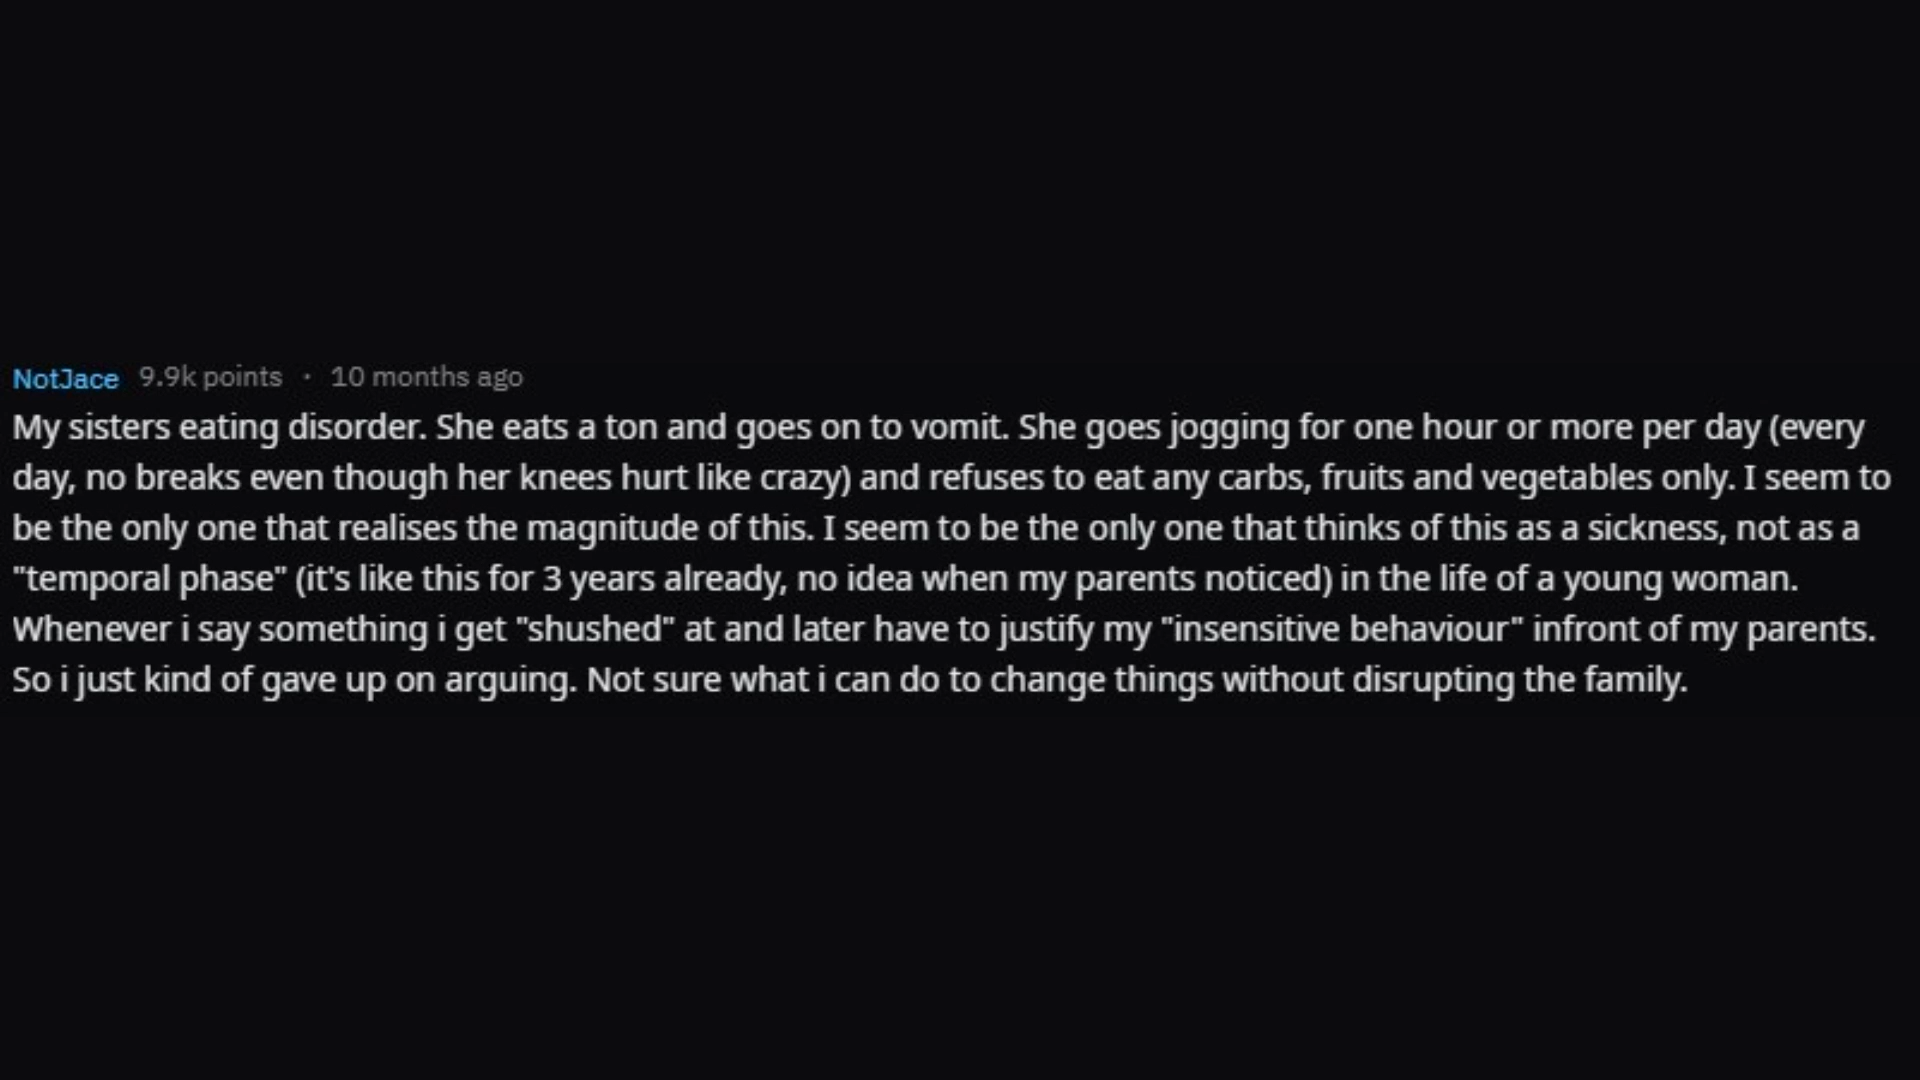 NotJace 9.9k points · 10 months ago
My sisters eating disorder. She eats a ton and goes on to vomit. She goes jogging for one hour or more per day (every
day, no breaks even though her knees hurt like crazy) and refuses to eat any carbs, fruits and vegetables only. I seem to
be the only one that realises the magnitude of this. I seem to be the only one that thinks of this as a sickness, not as a
"temporal phase" (it's like this for 3 years already, no idea when my parents noticed) in the life of a young woman.
Whenever i say something i get "shushed" at and later have to justify my "insensitive behaviour" infront of my parents.
So i just kind of gave up on arguing. Not sure what i can do to change things without disrupting the family.